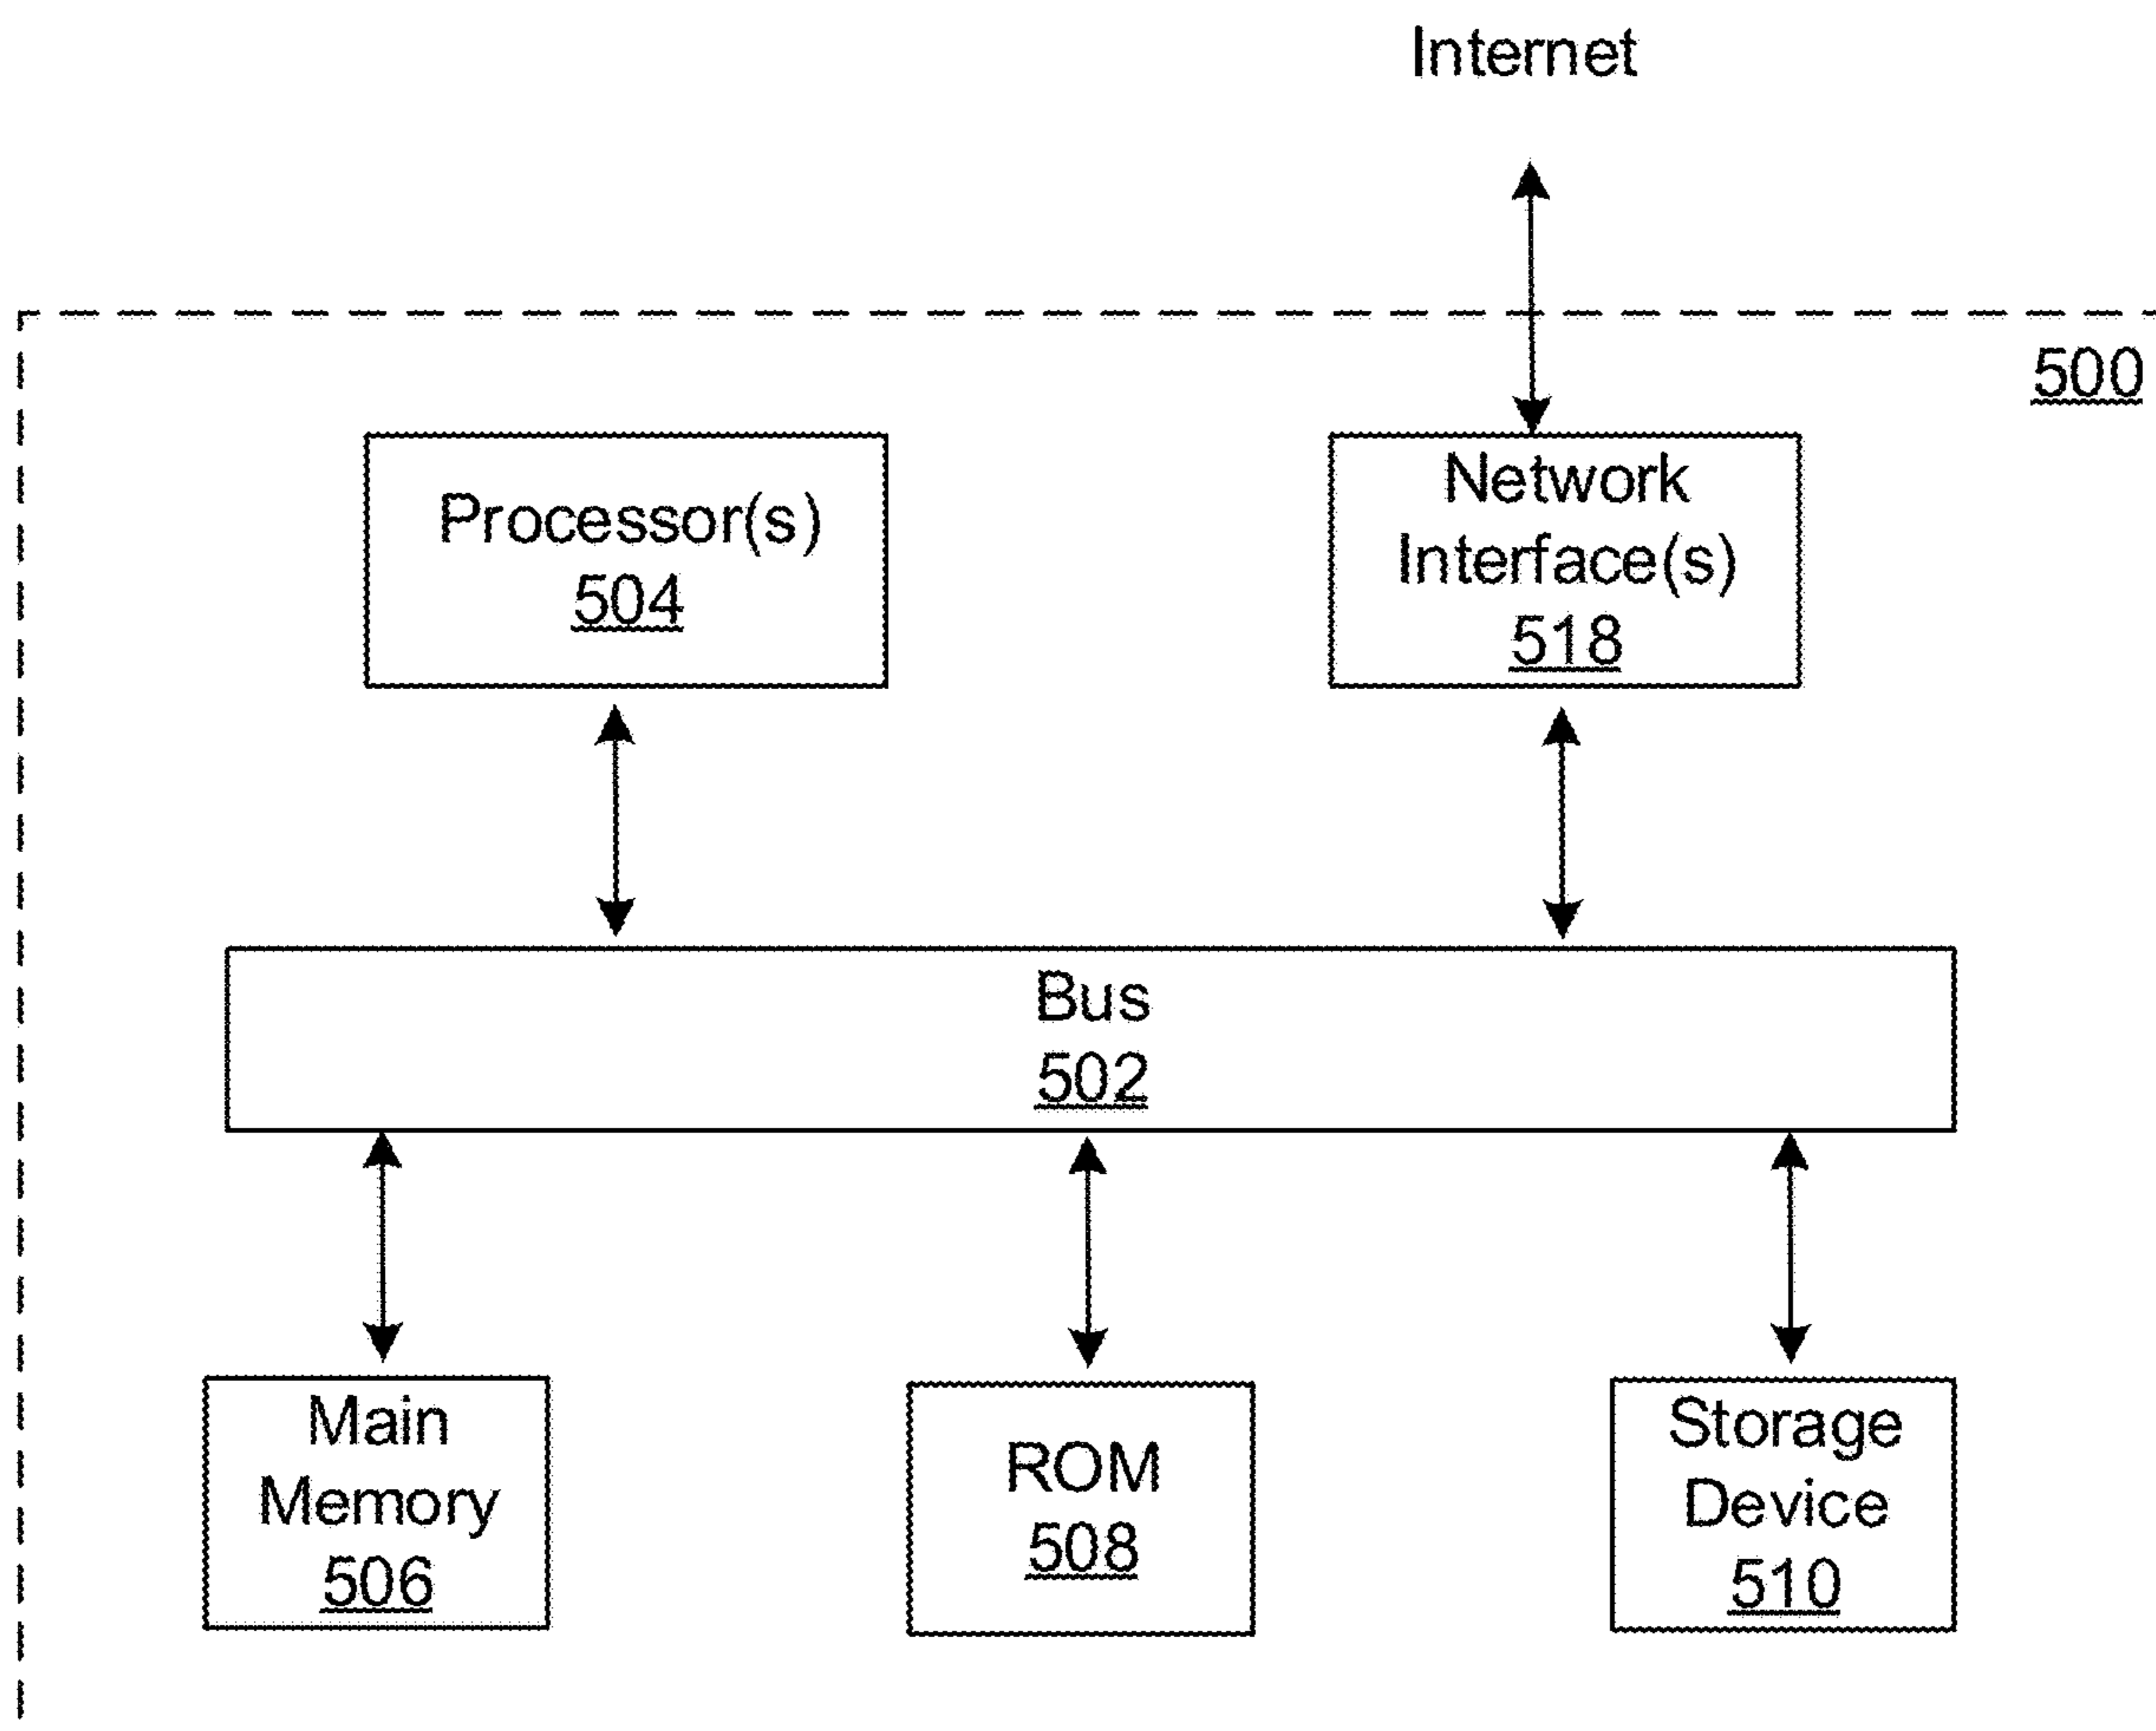 Internet
500
Processor(s)
504
Network
Interface(s)
518
Bus
502
Main
Memory
506
ROM
508
Storage
Device
510